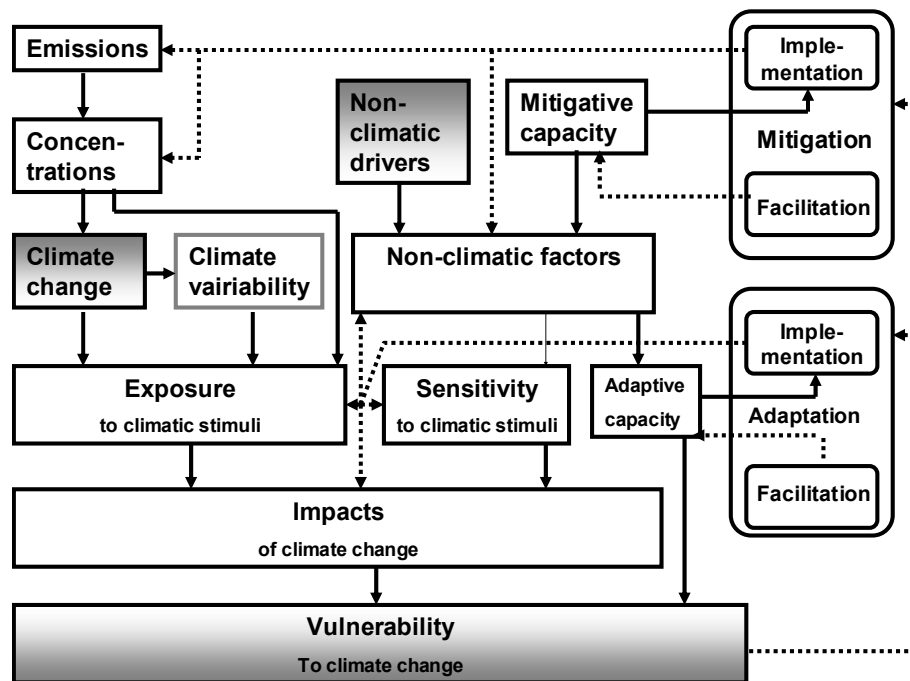 Emissions
Concen-
trations
Climate
change
Climate
vairiability
Non-
climatic
drivers
Mitigative
capacity
Non-climatic factors
Imple-
mentation
Mitigation
Facilitation
Imple-
mentation
Adaptation
Facilitation
Exposure
to climatic stimuli
Sensitivity
to climatic stimuli
Adaptive
capacity
Impacts
of climate change
Vulnerability
To climate change